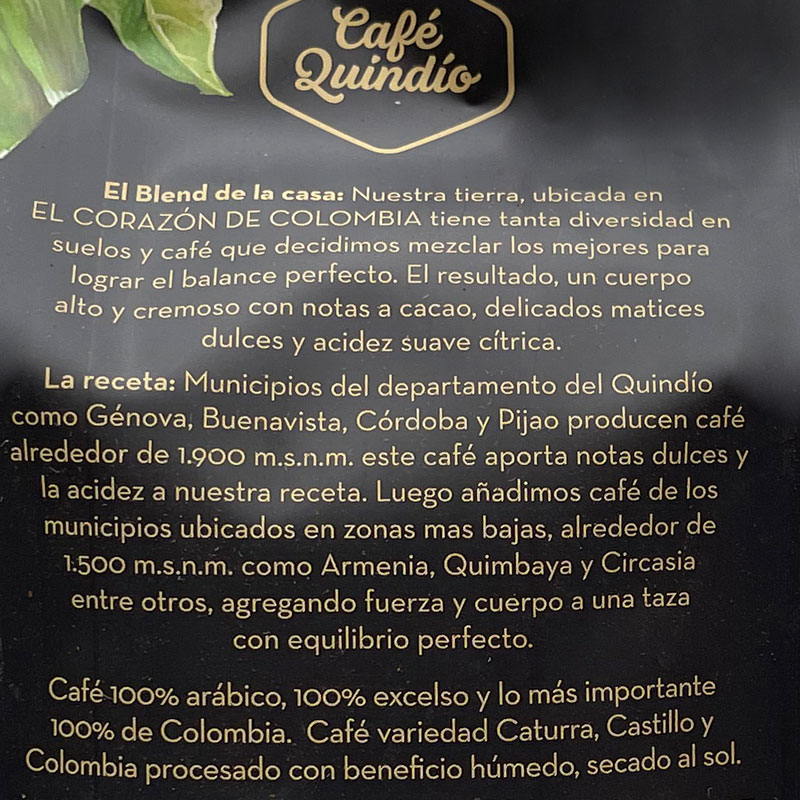 Café
Quindío
El Blend de la casa: Nuestra tierra, ubicada en
EL CORAZÓN DE COLOMBIA tiene tanta diversidad en
suelos y café que decidimos mezclar los mejores para
lograr el balance perfecto. El resultado, un cuerpo
alto y cremoso con notas a cacao, delicados matices
dulces y acidez suave cítrica.
La receta: Municipios del departamento del Quindío
como Génova, Buenavista, Córdoba y Pijao producen café
alrededor de 1.900 m.s.n.m. este café aporta notas dulces y
la acidez a nuestra receta. Luego añadimos café de los
municipios ubicados en zonas mas bajas, alrededor de
1.500 m.s.n.m. como Armenia, Quimbaya y Circasia
entre otros, agregando fuerza y cuerpo a una taza
con equilibrio perfecto.
Café 100% arábico, 100% excelso y lo más importante
100% de Colombia. Café variedad Caturra, Castillo y
Colombia procesado con beneficio húmedo, secado al sol.